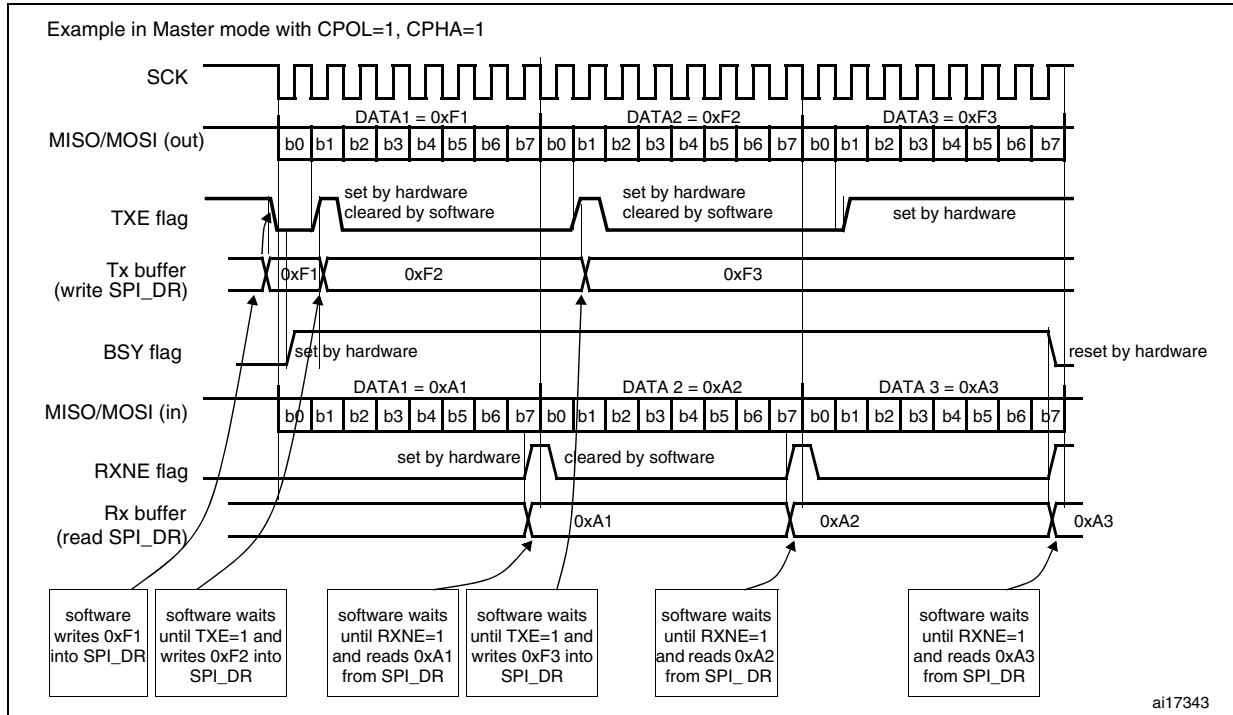 Example in Master mode with CPOL=1, CPHA=1
SCK
DATA1 = 0xF1 DATA2 = 0xF2 DATA3 = 0xF3
MISO/MOSI (out) b0 b1 b2 b3 b4 b5 b6 b7 b0 b1 b2 b3 b4 b5 b6 b7 b0 b1 b2 b3 b4 b5 b6 b7
set by hardware set by hardware
cleared by software cleared by software
TXE flag set by hardware
Tx buffer 0xF1 0xF2 0xF3
(write SPI_DR)
BSY flag set by hardware reset by hardware
DATA1 = 0xA1 DATA 2 = 0xA2 DATA 3 = 0xA3
MISO/MOSI (in) b0 b1 b2 b3 b4 b5 b6 b7 b0 b1 b2 b3 b4 b5 b6 b7 b0 b1 b2 b3 b4 b5 b6 b7
set by hardware cleared by software
RXNE flag
Rx buffer 0xA1 0xA2 0xA3
(read SPI_DR)
software
writes 0xF1
into SPI_DR
software waits
until TXE=1 and
writes 0xF2 into
SPI_DR
software waits
until RXNE=1
and reads 0xA1
from SPI_DR
software waits
until TXE=1 and
writes 0xF3 into
SPI_DR
software waits
until RXNE=1
and reads 0xA2
from SPI_ DR
software waits
until RXNE=1
and reads 0xA3
from SPI_DR
ai17343